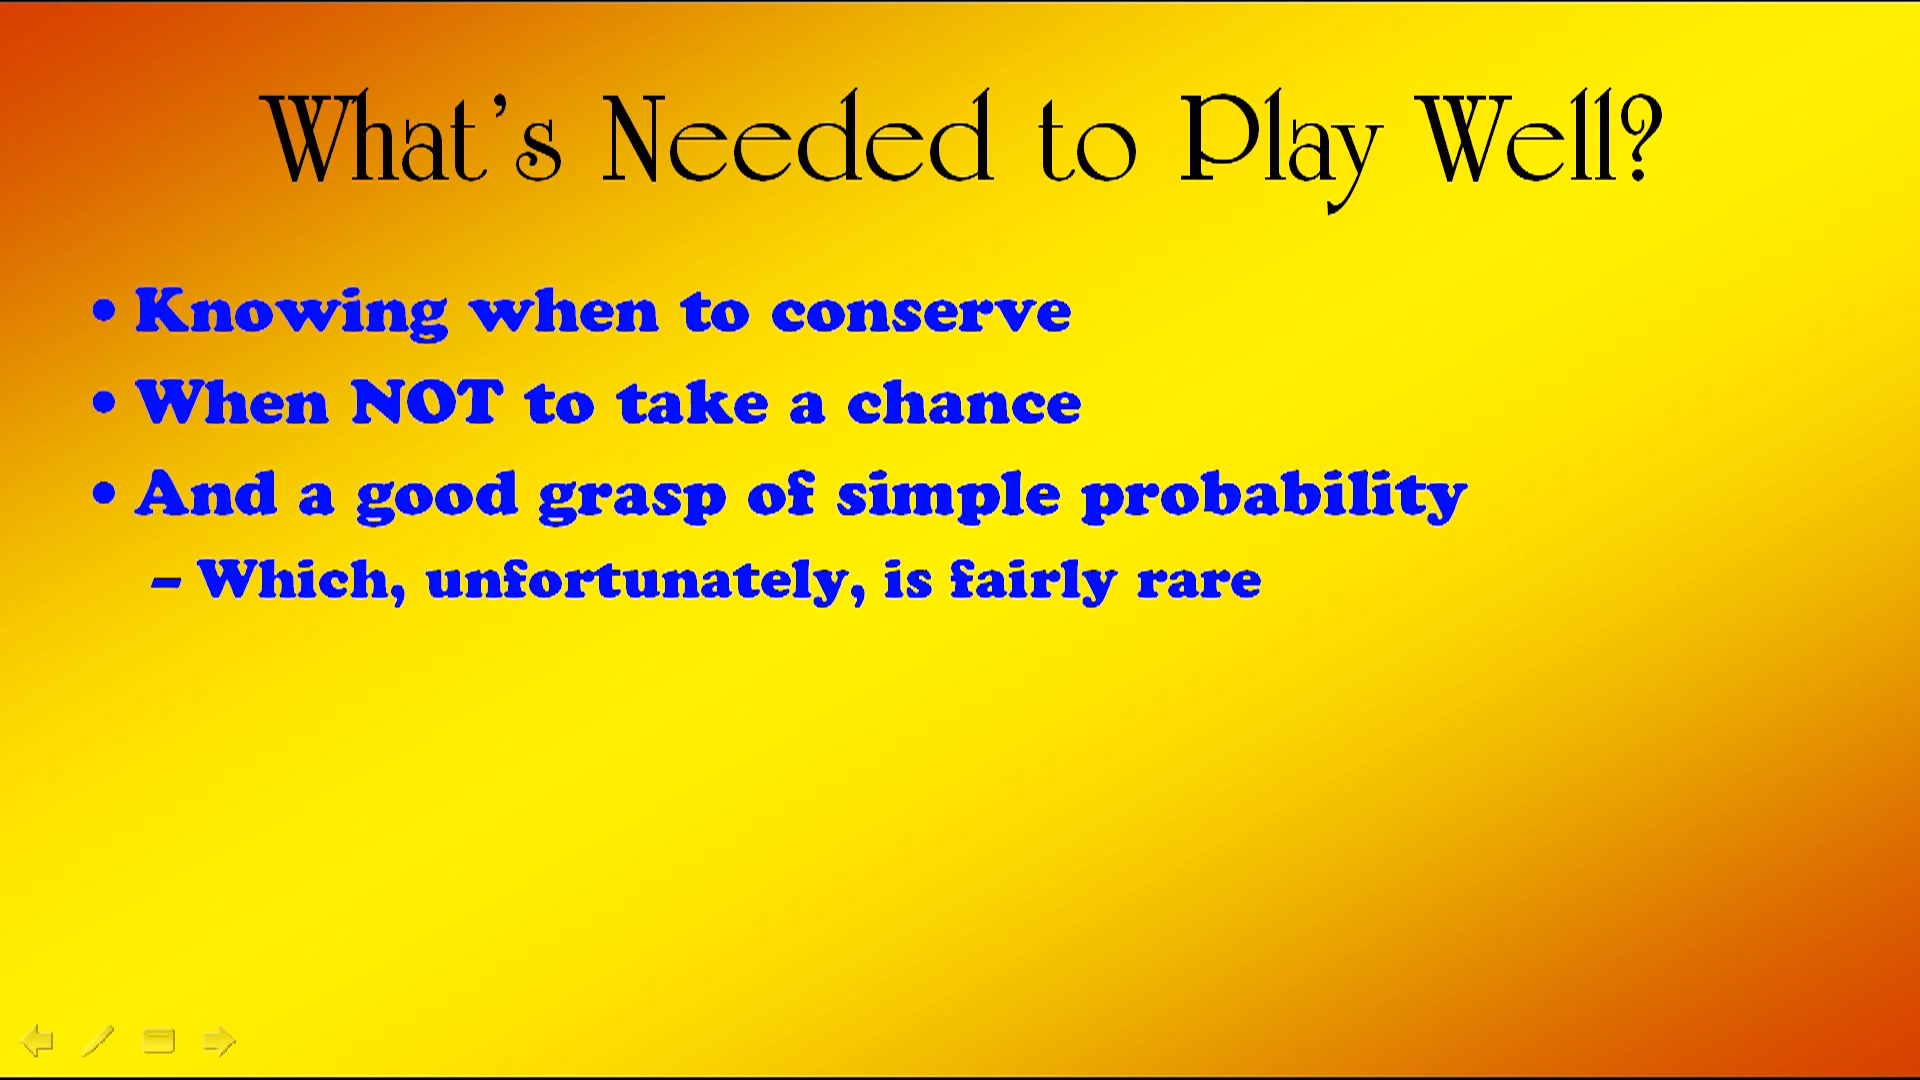 What's Needed to Play Well?
• Knowing when to conserve
• When NOT to take a chance
• And a good grasp of simple probability
– Which, unfortunately, is fairly rare